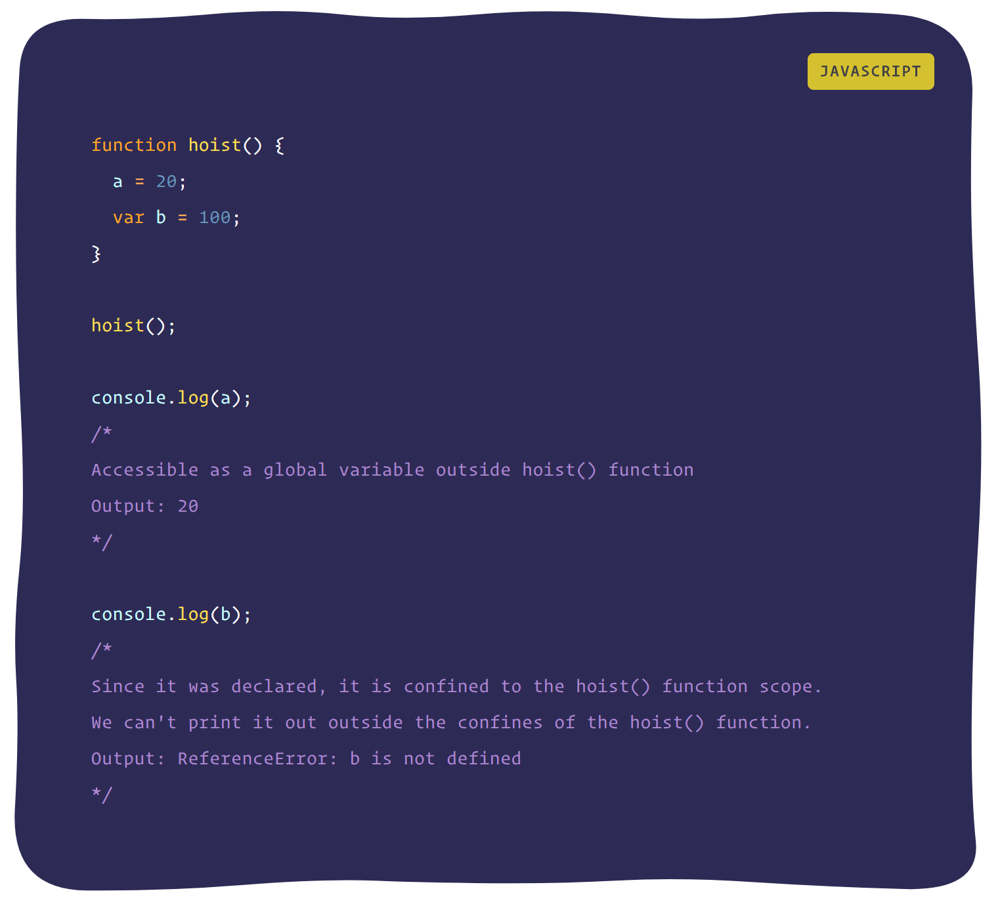 JAVASCRIPT
function hoist() {
  a = 20;
  var b = 100;
}
hoist();
console.log(a);
/*
Accessible as a global variable outside hoist() function
Output: 20
*/
console.log(b);
/*
Since it was declared, it is confined to the hoist() function scope.
We can't print it out outside the confines of the hoist() function.
Output: ReferenceError: b is not defined
*/